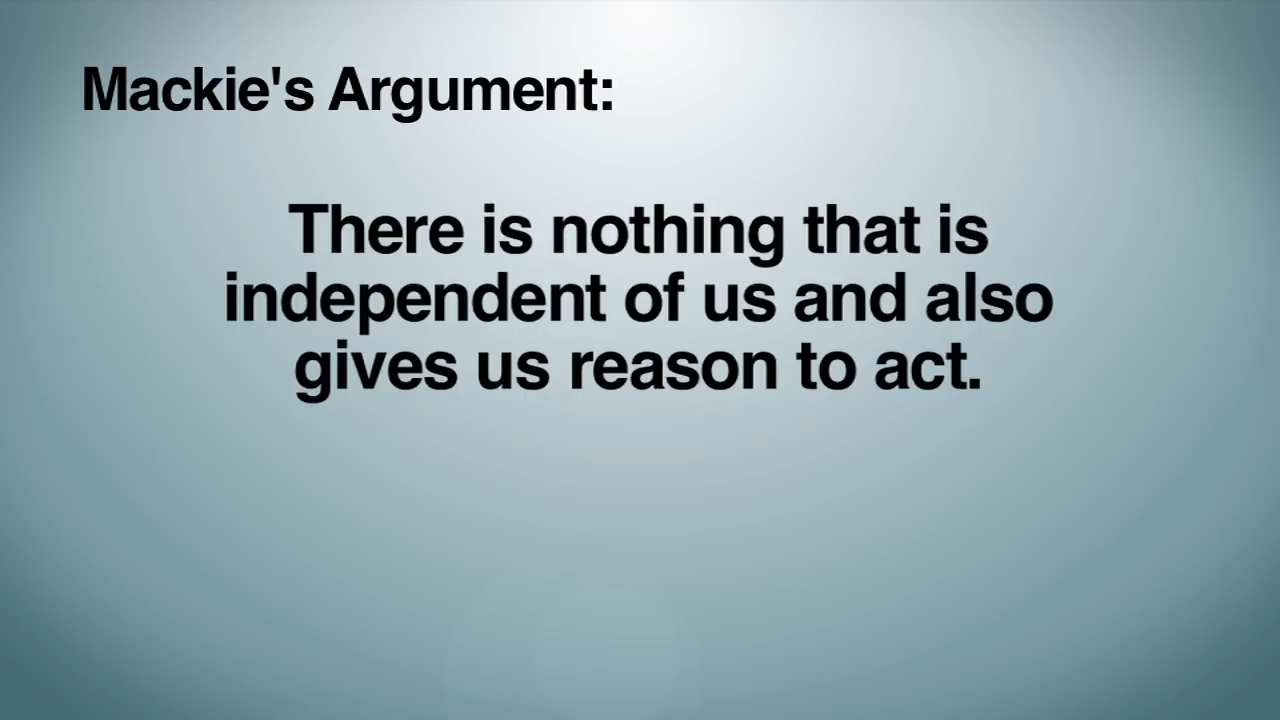 Mackie's Argument:
There is nothing that is
independent of us and also
gives us reason to act.